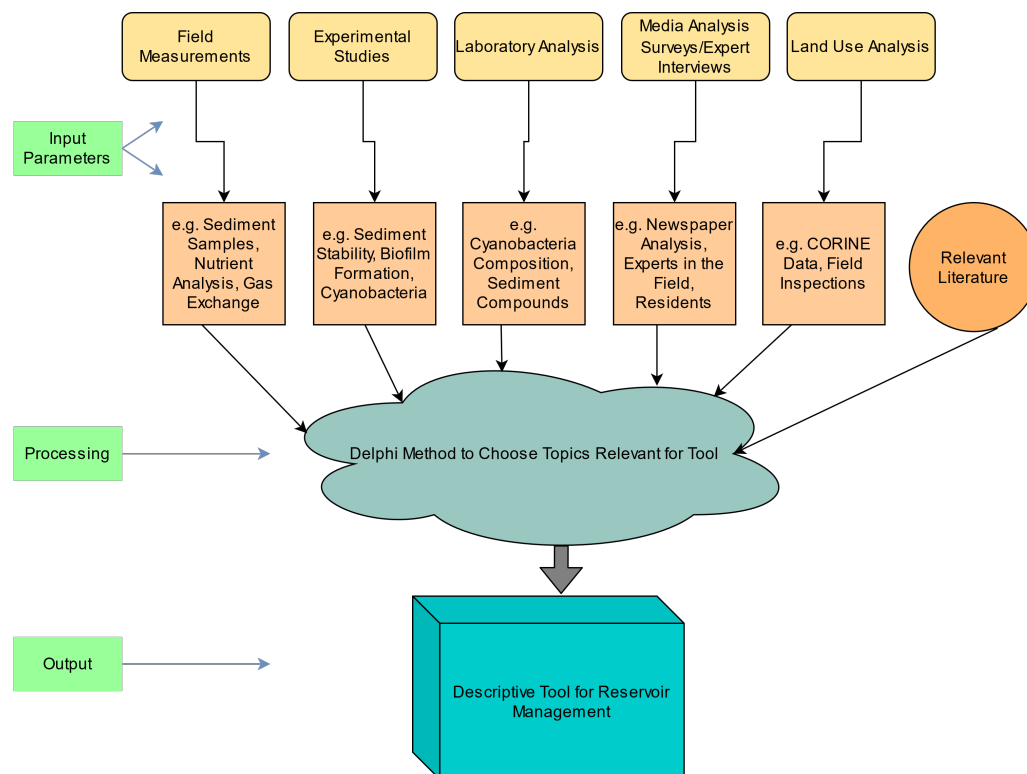 Field
Measurements
Experimental
Studies
Laboratory Analysis
Media Analysis
Surveys/Expert
Interviews
Land Use Analysis
Input
Parameters
e.g. Sediment
Samples,
Nutrient
Analysis, Gas
Exchange
e.g. Sediment
Stability, Biofilm
Formation,
Cyanobacteria
e.g.
Cyanobacteria
Composition,
Sediment
Compounds
e.g. Newspaper
Analysis,
Experts in the
Field,
Residents
e.g. CORINE
Data, Field
Inspections
Relevant
Literature
Processing
Delphi Method to Choose Topics Relevant for Tool
Output
Descriptive Tool for Reservoir
Management